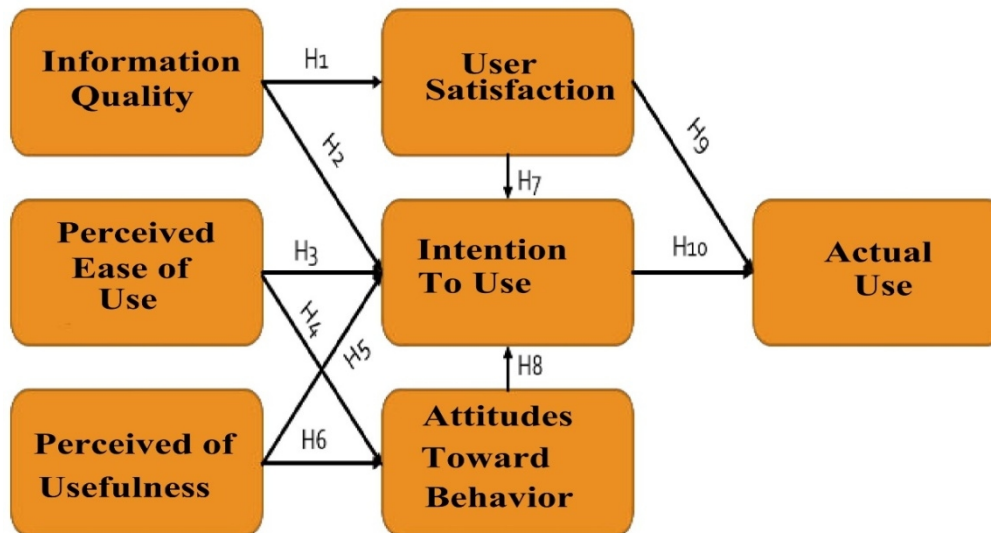 Information
Quality
H1
User
Satisfaction
H2
H9
H7
Perceived
Ease of
Use
H3
Intention
To Use
H10
Actual
Use
H4
H5
H8
Perceived of
Usefulness
H6
Attitudes
Toward
Behavior